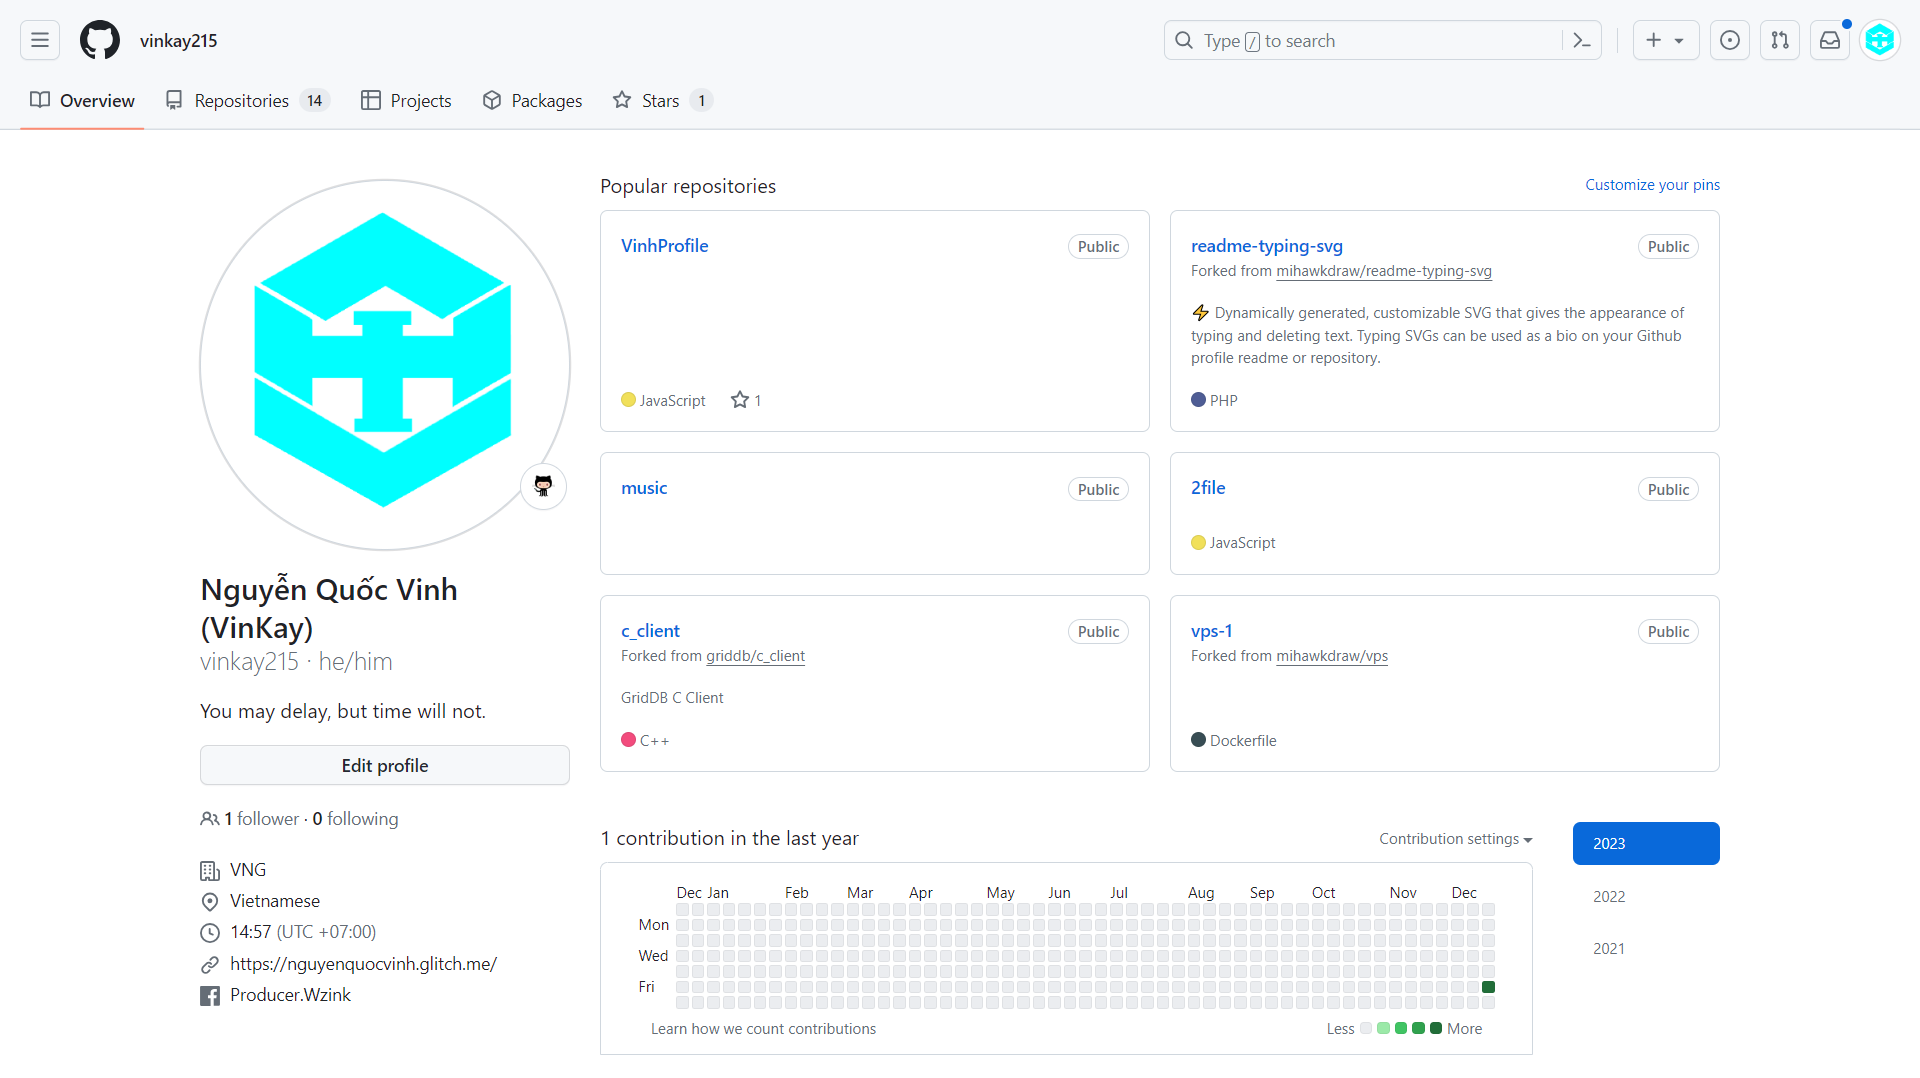 vinkay215
Type / to search
Overview
Repositories 14
Projects
Packages
Stars 1
Nguyễn Quốc Vinh
(VinKay)
vinkay215 · he/him
You may delay, but time will not.
Edit profile
1 follower · 0 following
VNG
Vietnamese
14:57 (UTC +07:00)
https://nguyenquocvinh.glitch.me/
Producer.Wzink
Popular repositories
Customize your pins
VinhProfile
Public
JavaScript
1
readme-typing-svg
Public
Forked from mihawkdraw/readme-typing-svg
⚡ Dynamically generated, customizable SVG that gives the appearance of
typing and deleting text. Typing SVGs can be used as a bio on your Github
profile readme or repository.
PHP
music
Public
2file
Public
JavaScript
c_client
Public
Forked from griddb/c_client
GridDB C Client
C++
vps-1
Public
Forked from mihawkdraw/vps
Dockerfile
1 contribution in the last year
Contribution settings
2023
2022
2021
Dec Jan Feb Mar Apr May Jun Jul Aug Sep Oct Nov Dec
Mon
Wed
Fri
Learn how we count contributions
Less
More